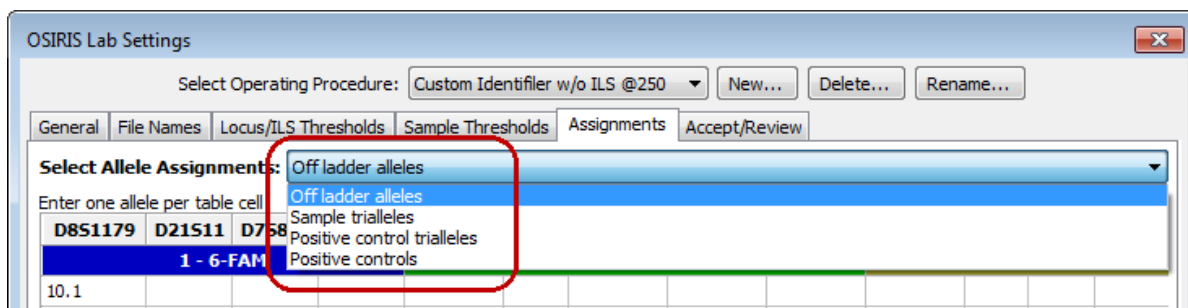 OSIRIS Lab Settings
Select Operating Procedure: Custom Identifiler w/o ILS @250 New... Delete... Rename...
General File Names Locus/ILS Thresholds Sample Thresholds Assignments Accept/Review
Select Allele Assignments: Off ladder alleles
Off ladder alleles
Enter one allele per table cell
Sample trialleles
D8S1179 D21S11 D7S8
Positive control trialleles
1 - 6-FAM
Positive controls
10.1